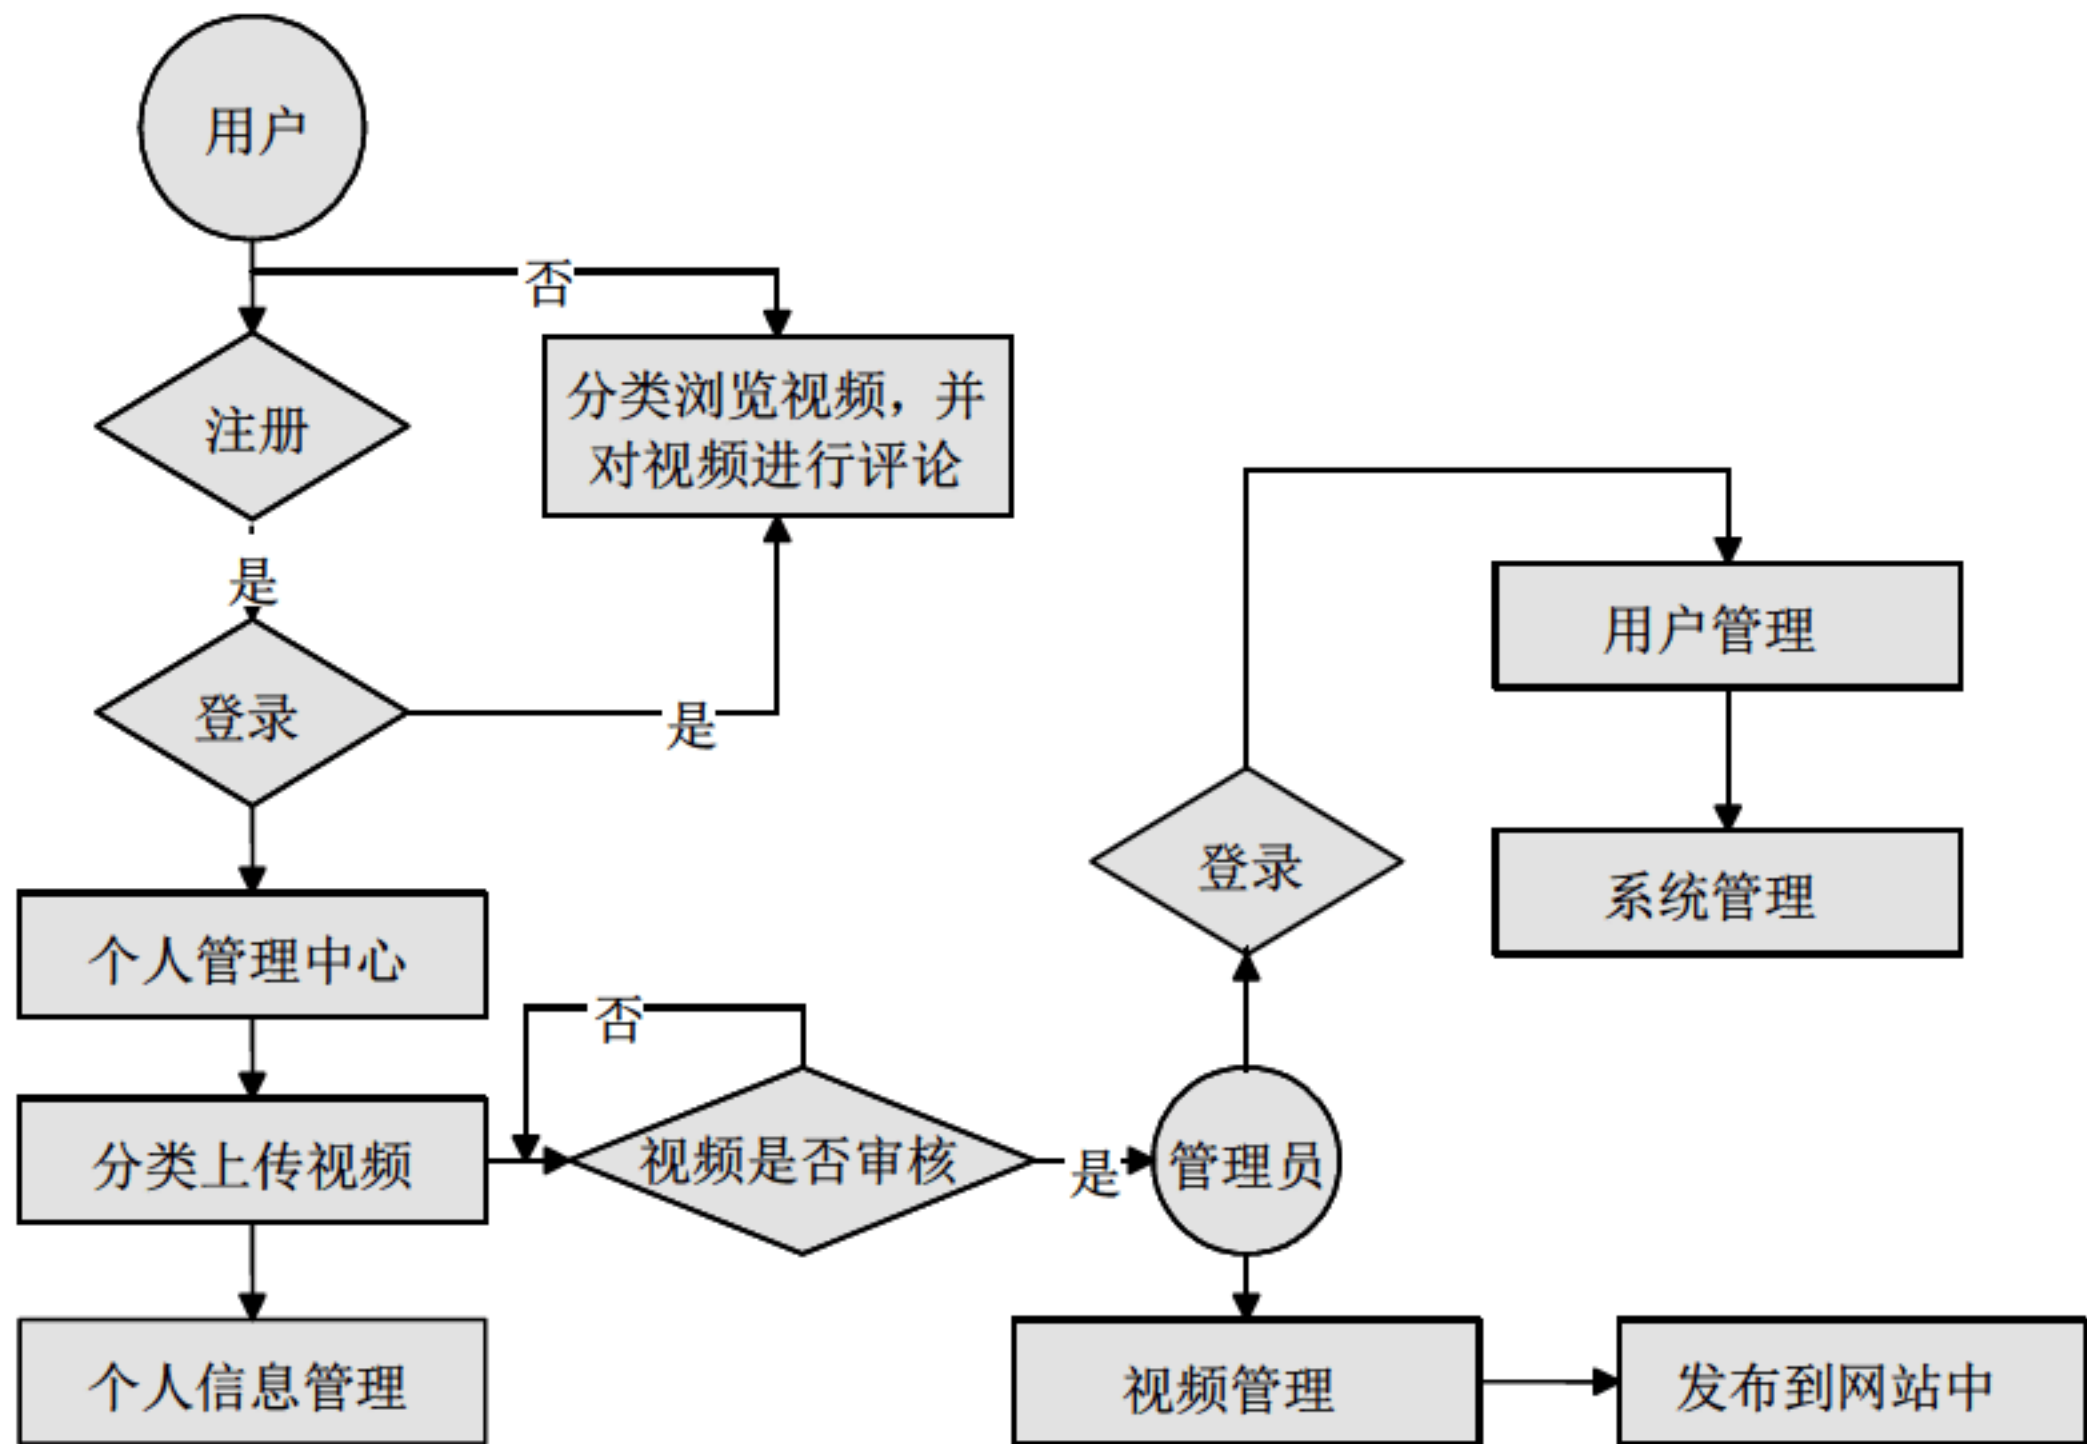 用户
否
注册
分类浏览视频，并
对视频进行评论
是
登录
是
用户管理
登录
系统管理
个人管理中心
否
分类上传视频
视频是否审核
是
管理员
个人信息管理
视频管理
发布到网站中